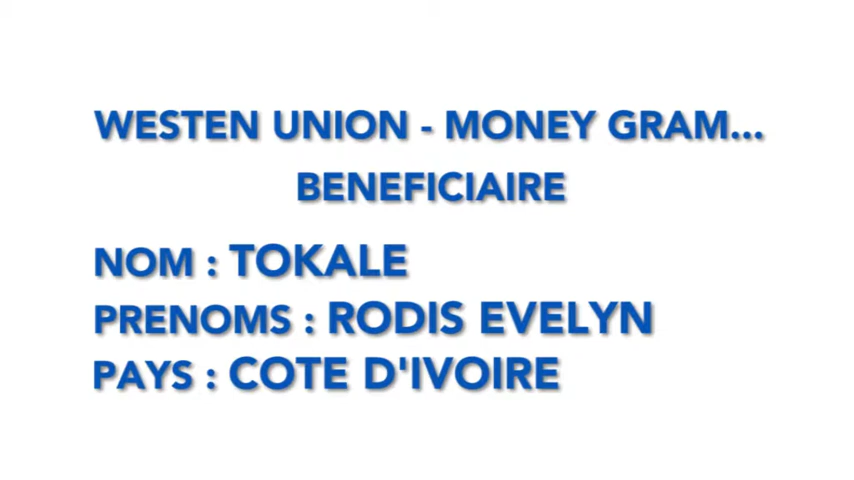 WESTEN UNION - MONEY GRAM...
BENEFICIAIRE
NOM : TOKALE
PRENOMS : RODIS EVELYN
PAYS : COTE D'IVOIRE